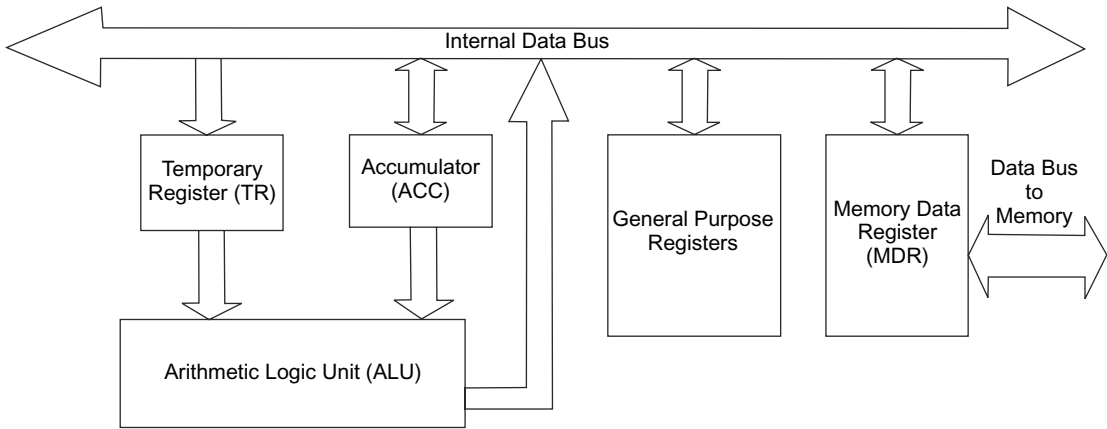 Internal Data Bus
Temporary
Register (TR)
Accumulator
(ACC)
General Purpose
Registers
Memory Data
Register
(MDR)
Data Bus
to
Memory
Arithmetic Logic Unit (ALU)